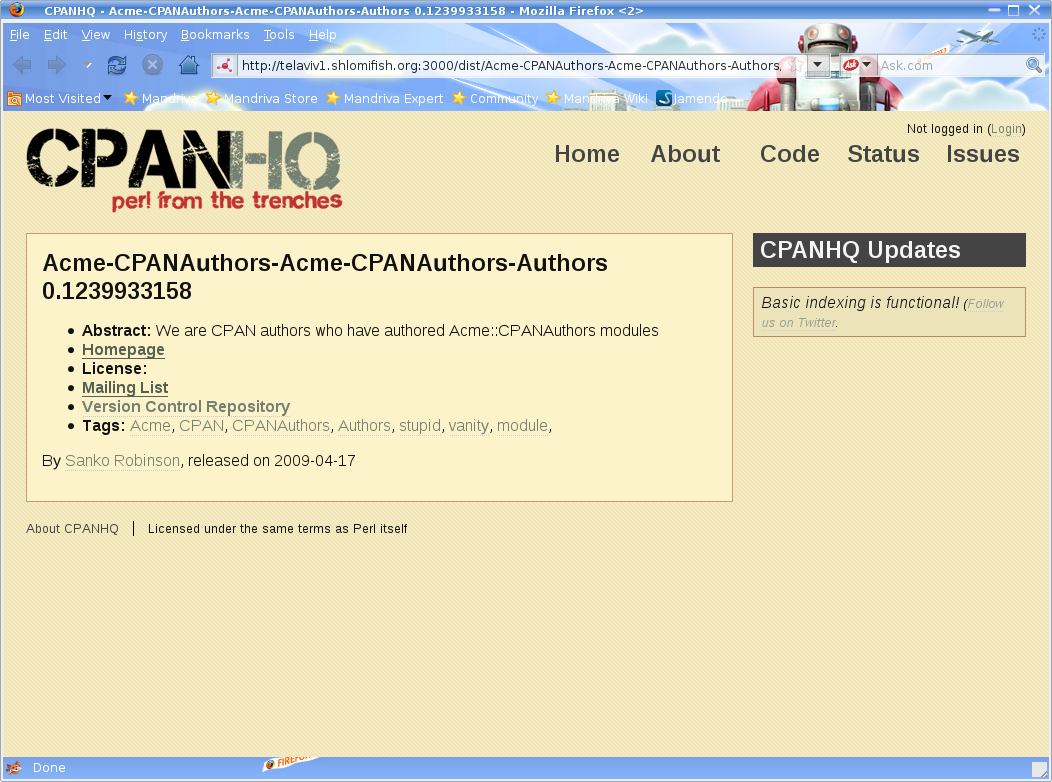 CPANHQ - Acme-CPANAuthors-Acme-CPANAuthors-Authors 0.1239933158 - Mozilla Firefox <2>
File Edit View History Bookmarks Tools Help
http://telaviv1.shlomifish.org:3000/dist/Acme-CPANAuthors-Acme-CPANAuthors-Authors, Ask Ask.com
Most Visited Mandriva Mandriva Store Mandriva Expert Community Mandriva Wiki Jamendo
CPANHQ
perl from the trenches
Not logged in (Login)
Home About Code Status Issues
Acme-CPANAuthors-Acme-CPANAuthors-Authors
0.1239933158
• Abstract: We are CPAN authors who have authored Acme::CPANAuthors modules
• Homepage
• License:
• Mailing List
• Version Control Repository
• Tags: Acme, CPAN, CPANAuthors, Authors, stupid, vanity, module,
By Sanko Robinson, released on 2009-04-17
CPANHQ Updates
Basic indexing is functional! (Follow
us on Twitter.
About CPANHQ | Licensed under the same terms as Perl itself
Done FIREFOX